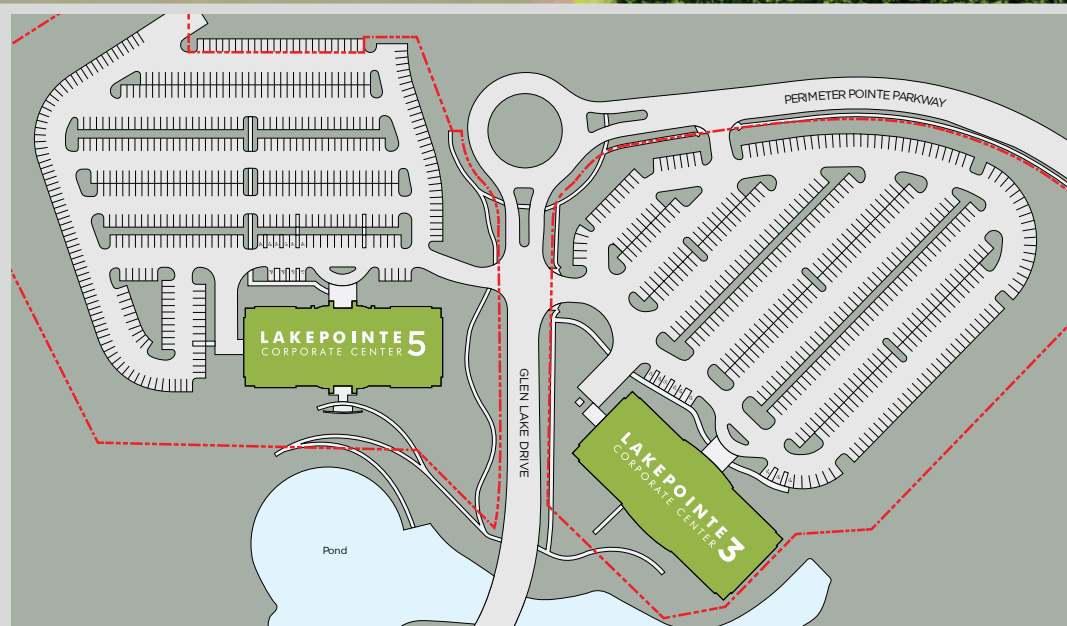 PERIMETER POINTE PARKWAY
LAKEPOINTE 5
CORPORATE CENTER
GLEN LAKE DRIVE
LAKEPOINTE 3
CORPORATE CENTER
Pond